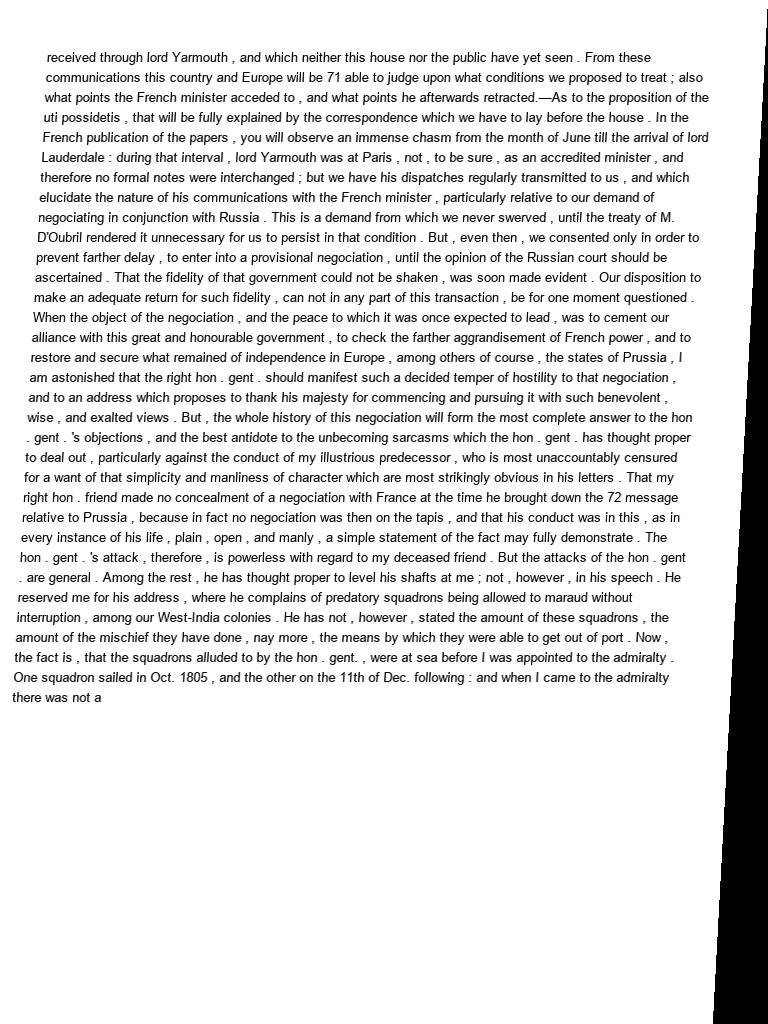 received through lord Yarmouth , and which neither this house nor the public have yet seen . From these
communications this country and Europe will be 71 able to judge upon what conditions we proposed to treat ; also
what points the French minister acceded to , and what points he afterwards retracted.—As to the proposition of the
uti possidetis , that will be fully explained by the correspondence which we have to lay before the house . In the
French publication of the papers , you will observe an immense chasm from the month of June till the arrival of lord
Lauderdale : during that interval , lord Yarmouth was at Paris , not , to be sure , as an accredited minister , and
therefore no formal notes were interchanged ; but we have his dispatches regularly transmitted to us , and which
elucidate the nature of his communications with the French minister , particularly relative to our demand of
negociating in conjunction with Russia . This is a demand from which we never swerved , until the treaty of M.
D'Oubril rendered it unnecessary for us to persist in that condition . But , even then , we consented only in order to
prevent farther delay , to enter into a provisional negociation , until the opinion of the Russian court should be
ascertained . That the fidelity of that government could not be shaken , was soon made evident . Our disposition to
make an adequate return for such fidelity , can not in any part of this transaction , be for one moment questioned .
When the object of the negociation , and the peace to which it was once expected to lead , was to cement our
alliance with this great and honourable government , to check the farther aggrandisement of French power , and to
restore and secure what remained of independence in Europe , among others of course , the states of Prussia , I
am astonished that the right hon . gent . should manifest such a decided temper of hostility to that negociation ,
and to an address which proposes to thank his majesty for commencing and pursuing it with such benevolent ,
wise , and exalted views . But , the whole history of this negociation will form the most complete answer to the hon
. gent . 's objections , and the best antidote to the unbecoming sarcasms which the hon . gent . has thought proper
to deal out , particularly against the conduct of my illustrious predecessor , who is most unaccountably censured
for a want of that simplicity and manliness of character which are most strikingly obvious in his letters . That my
right hon . friend made no concealment of a negociation with France at the time he brought down the 72 message
relative to Prussia , because in fact no negociation was then on the tapis , and that his conduct was in this , as in
every instance of his life , plain , open , and manly , a simple statement of the fact may fully demonstrate . The
hon . gent . 's attack , therefore , is powerless with regard to my deceased friend . But the attacks of the hon . gent
. are general . Among the rest , he has thought proper to level his shafts at me ; not , however , in his speech . He
reserved me for his address , where he complains of predatory squadrons being allowed to maraud without
interruption , among our West-India colonies . He has not , however , stated the amount of these squadrons , the
amount of the mischief they have done , nay more , the means by which they were able to get out of port . Now ,
the fact is , that the squadrons alluded to by the hon . gent. , were at sea before I was appointed to the admiralty .
One squadron sailed in Oct. 1805 , and the other on the 11th of Dec. following : and when I came to the admiralty
there was not a